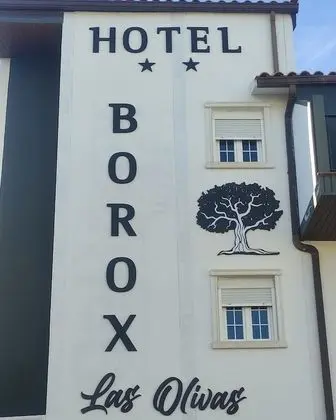 HOTEL
★ ★
BOROX
Las Olivas